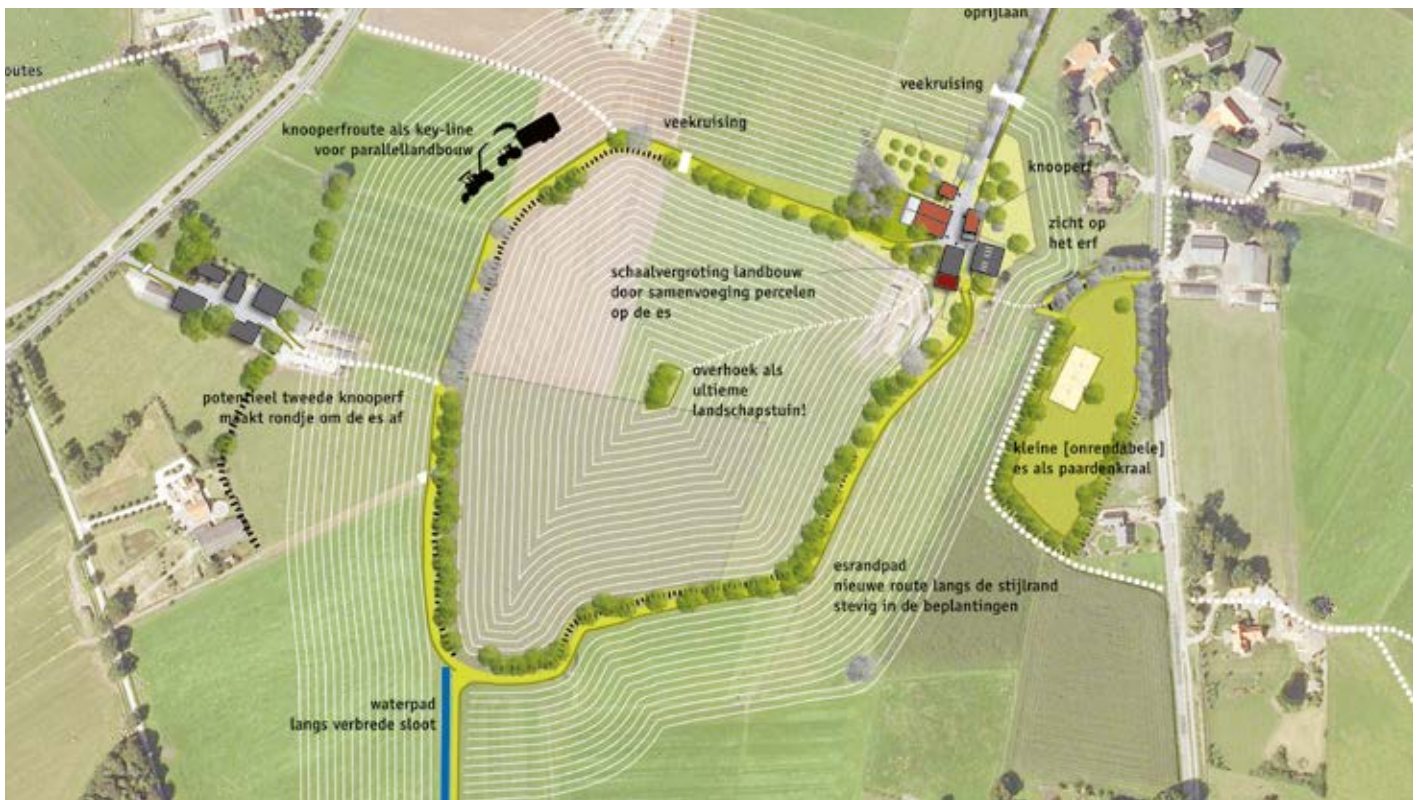 oprijlaan
outes
veekruising
knooperfroute als key-line
voor parallellandbouw
veekruising
knooperf
zicht op
het erf
schaalvergroting landbouw
door samenvoeging percelen
op de es
overhoek als
ultieme
landschapstuin!
potentieel tweede knooperf
maakt rondje om de es af
kleine [onrendabele]
es als paardenkraal
esrandpad
nieuwe route langs de stijlrand
stevig in de beplantingen
waterpad
langs verbrede sloot